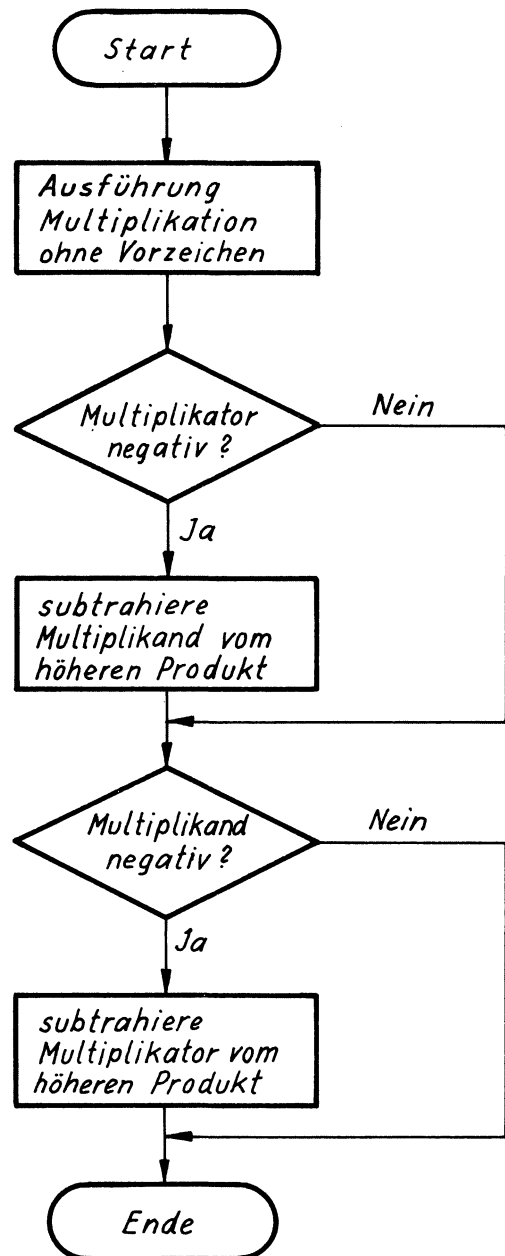 Start
Ausführung
Multiplikation
ohne Vorzeichen
Multiplikator
negativ ?
Nein
Ja
subtrahiere
Multiplikand vom
höheren Produkt
Multiplikand
negativ ?
Nein
Ja
subtrahiere
Multiplikator vom
höheren Produkt
Ende